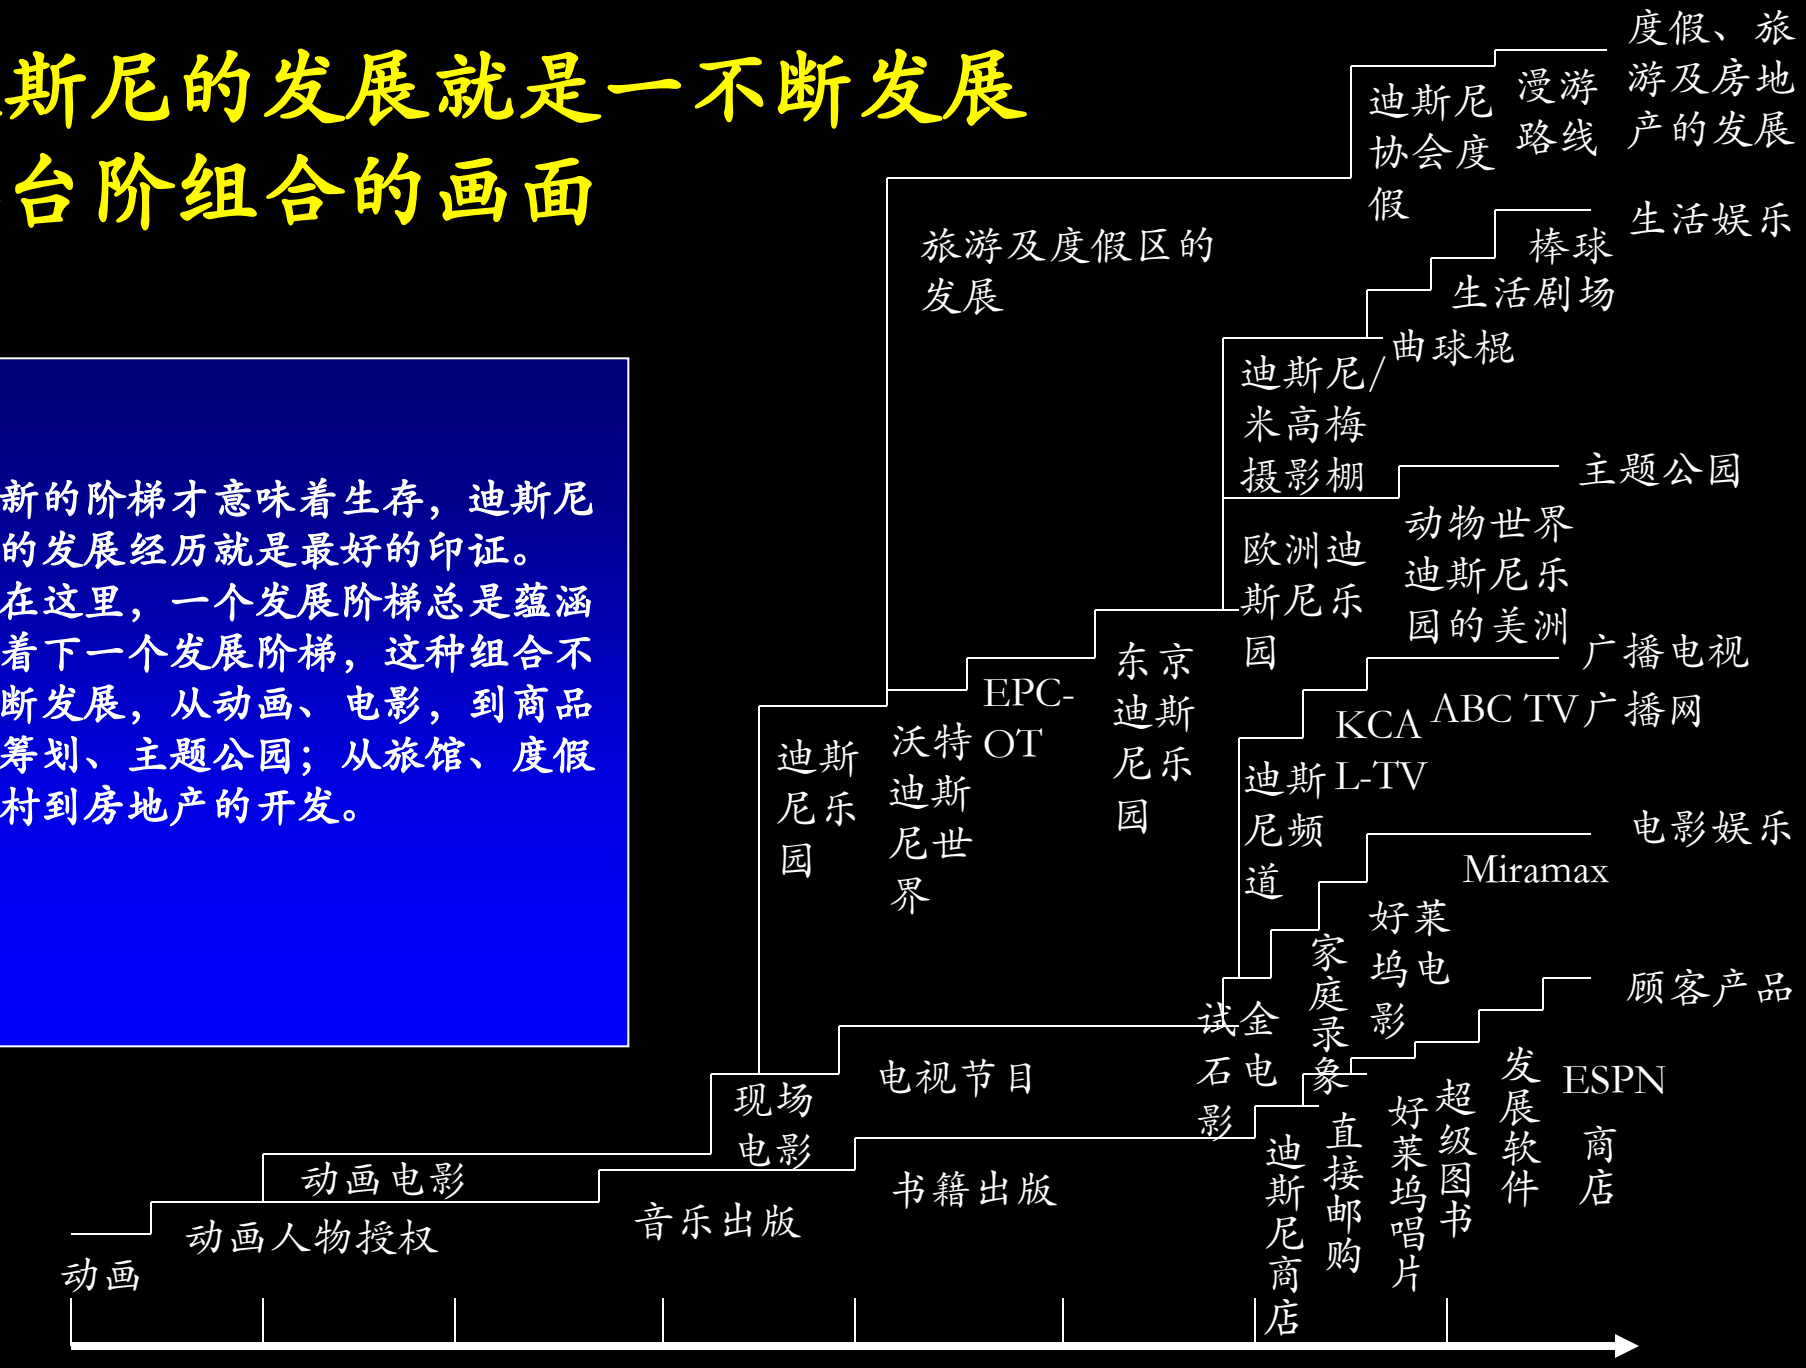 斯尼的发展就是一不断发展
台阶组合的画面
新的阶梯才意味着生存，迪斯尼
的发展经历就是最好的印证。
在这里，一个发展阶梯总是蕴涵
着下一个发展阶梯，这种组合不
断发展，从动画、电影，到商品
筹划、主题公园；从旅馆、度假
村到房地产的开发。
度假、旅
游及房地
产的发展
漫游
路线
迪斯尼
协会度
假
旅游及度假区的
发展
生活娱乐
棒球
生活剧场
曲球棍
迪斯尼/
米高梅
摄影棚
主题公园
动物世界
迪斯尼乐
园的美洲
欧洲迪
斯尼乐
园
东京
迪斯
尼乐
园
EPC-
OT
沃特
迪斯
尼世
界
迪斯
尼乐
园
广播电视
ABC TV广播网
KCA
L-TV
迪斯
尼频
道
电影娱乐
Miramax
好莱
坞电
影
家庭录象
试金
石电
影
电视节目
现场
电影
动画电影
顾客产品
ESPN
商店
发展软件
超级图书
好莱坞唱片
直接邮购
迪斯尼商店
书籍出版
音乐出版
动画人物授权
动画